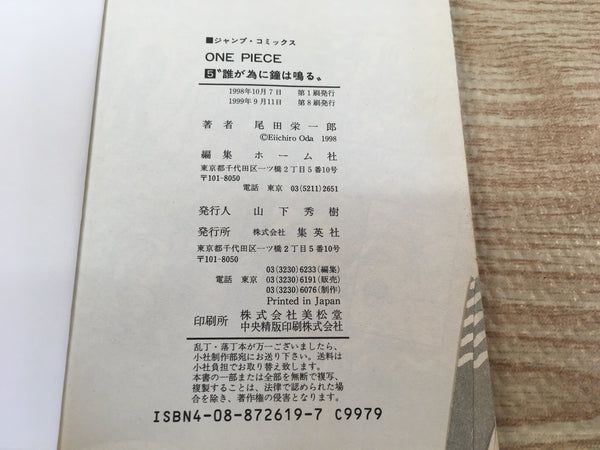 ■ジャンプ・コミックス
ONE PIECE
5〝誰が為に鐘は鳴る〟
1998年10月7日 第1刷発行
1999年9月11日 第8刷発行
著者 尾田栄一郎
©Eiichiro Oda 1998
編集 ホーム社
東京都千代田区一ツ橋2丁目5番10号
〒101-8050
電話 東京 03(5211)2651
発行人 山下秀樹
発行所 株式会社 集英社
東京都千代田区一ツ橋2丁目5番10号
〒101-8050
03(3230)6233(編集)
電話 東京 03(3230)6191(販売)
03(3230)6076(制作)
Printed in Japan
印刷所 株式会社美松堂
中央精版印刷株式会社
乱丁・落丁本が万一ございましたら、
小社制作部宛にお送り下さい。送料は
小社負担でお取り替え致します。
本書の一部または全部を無断で複写、
複製することは、法律で認められた場
合を除き、著作権の侵害となります。
ISBN4-08-872619-7 C9979